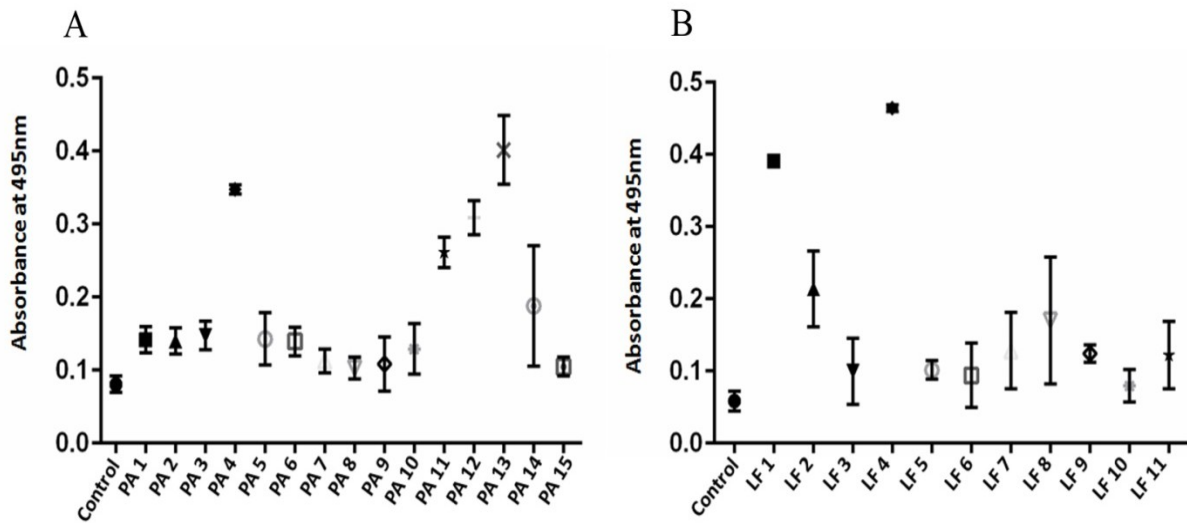 A
Absorbance at 495nm
0.5
0.4
0.3
0.2
0.1
0.0
Control
PA 1
PA 2
PA 3
PA 4
PA 5
PA 6
PA 7
PA 8
PA 9
PA 10
PA 11
PA 12
PA 13
PA 14
PA 15
B
Absorbance at 495nm
0.5
0.4
0.3
0.2
0.1
0.0
Control
LF 1
LF 2
LF 3
LF 4
LF 5
LF 6
LF 7
LF 8
LF 9
LF 10
LF 11